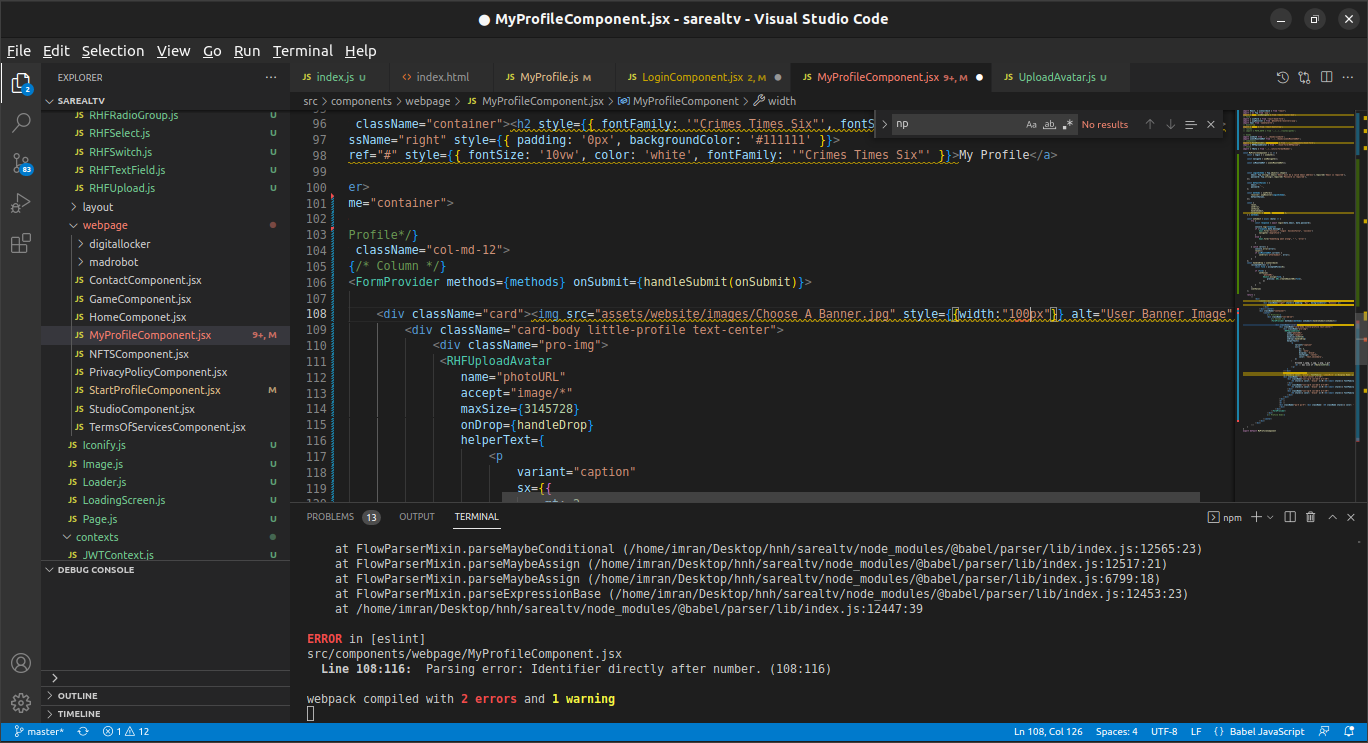 ● MyProfileComponent.jsx - sarealtv - Visual Studio Code
File Edit Selection View Go Run Terminal Help
2
83
EXPLORER ···
SAREALTV
RHFRadioGroup.js U
RHFSelect.js U
RHFSwitch.js U
RHFTextField.js U
RHFUpload.js U
layout
webpage
digitallocker
madrobot
JS ContactComponent.jsx
JS GameComponent.jsx
JS HomeComponet.jsx
JS MyProfileComponent.jsx 9+, M
JS NFTSComponent.jsx
JS PrivacyPolicyComponent.jsx
JS StartProfileComponent.jsx M
JS StudioComponent.jsx
JS TermsOfServicesComponent.jsx
JS Iconify.js U
JS Image.js U
JS Loader.js U
JS LoadingScreen.js U
JS Page.js U
contexts
JS JWTContext.js U
DEBUG CONSOLE
OUTLINE
TIMELINE
JS index.js U <> index.html JS MyProfile.js M JS LoginComponent.jsx 2, M JS MyProfileComponent.jsx 9+, M JS UploadAvatar.js U
src > components > webpage > JS MyProfileComponent.jsx > MyProfileComponent > width
np Aa ab .* No results
96 className="container"><h2 style={{ fontFamily: '"Crimes Times Six"', fontS
97 ssName="right" style={{ padding: '0px', backgroundColor: '#111111' }}>
98 ref="#" style={{ fontSize: '10vw', color: 'white', fontFamily: '"Crimes Times Six"' }}>My Profile</a>
99
100 er>
101 me="container">
102
103 Profile*/}
104 className="col-md-12">
105 {/* Column */}
106 <FormProvider methods={methods} onSubmit={handleSubmit(onSubmit)}>
107
108 <div className="card"><img src="assets/website/images/Choose A Banner.jpg" style={{width:"100px"}} alt="User Banner Image"
109 <div className="card-body little-profile text-center">
110 <div className="pro-img">
111 <RHFUploadAvatar
112 name="photoURL"
113 accept="image/*"
114 maxSize={3145728}
115 onDrop={handleDrop}
116 helperText={
117 <p
118 variant="caption"
119 sx={{
PROBLEMS 13 OUTPUT TERMINAL npm
at FlowParserMixin.parseMaybeConditional (/home/imran/Desktop/hnh/sarealtv/node_modules/@babel/parser/lib/index.js:12565:23)
at FlowParserMixin.parseMaybeAssign (/home/imran/Desktop/hnh/sarealtv/node_modules/@babel/parser/lib/index.js:12517:21)
at FlowParserMixin.parseMaybeAssign (/home/imran/Desktop/hnh/sarealtv/node_modules/@babel/parser/lib/index.js:6799:18)
at FlowParserMixin.parseExpressionBase (/home/imran/Desktop/hnh/sarealtv/node_modules/@babel/parser/lib/index.js:12453:23)
at /home/imran/Desktop/hnh/sarealtv/node_modules/@babel/parser/lib/index.js:12447:39
ERROR in [eslint]
src/components/webpage/MyProfileComponent.jsx
Line 108:116: Parsing error: Identifier directly after number. (108:116)
webpack compiled with 2 errors and 1 warning
master* 1 12 Ln 108, Col 126 Spaces: 4 UTF-8 LF {} Babel JavaScript